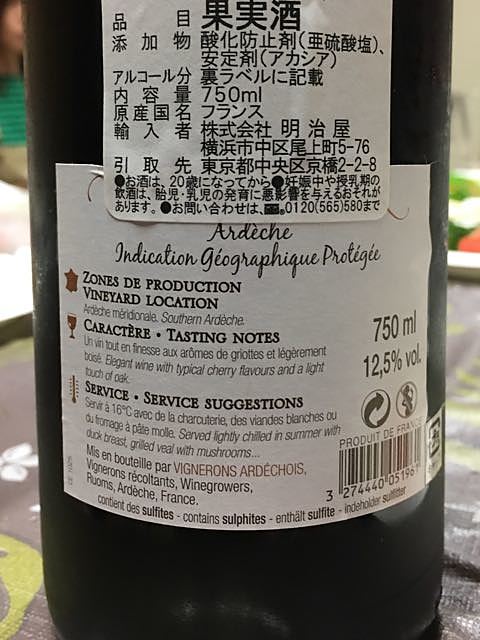 品目 果実酒
添加物 酸化防止剤(亜硫酸塩)、
安定剤(アカシア)
アルコール分 裏ラベルに記載
内容量 750ml
原産国名 フランス
輸入者 株式会社 明治屋
横浜市中区尾上町5-76
引取先 東京都中央区京橋2-2-8
●お酒は、20歳になってから●妊娠中や授乳期の
飲酒は、胎児・乳児の発育に悪影響を与えるおそれが
あります。●お問い合わせは、0120(565)580まで
Ardèche
Indication Géographique Protégée
ZONES DE PRODUCTION
VINEYARD LOCATION
Ardèche méridionale. Southern Ardèche.
CARACTÈRE • TASTING NOTES
Un vin tout en finesse aux arômes de griottes et légèrement
boisé. Elegant wine with typical cherry flavours and a light
touch of oak.
SERVICE • SERVICE SUGGESTIONS
Servir à 16°C avec de la charcuterie, des viandes blanches ou
du fromage à pâte molle. Served lightly chilled in summer with
duck breast, grilled veal with mushrooms...
Mis en bouteille par VIGNERONS ARDÉCHOIS,
Vignerons récoltants, Winegrowers,
Ruoms, Ardèche, France.
contient des sulfites - contains sulphites - enthält sulfite - indeholder sulfitter
750 ml
12,5% vol.
PRODUIT DE FRANCE
3 274440 05196